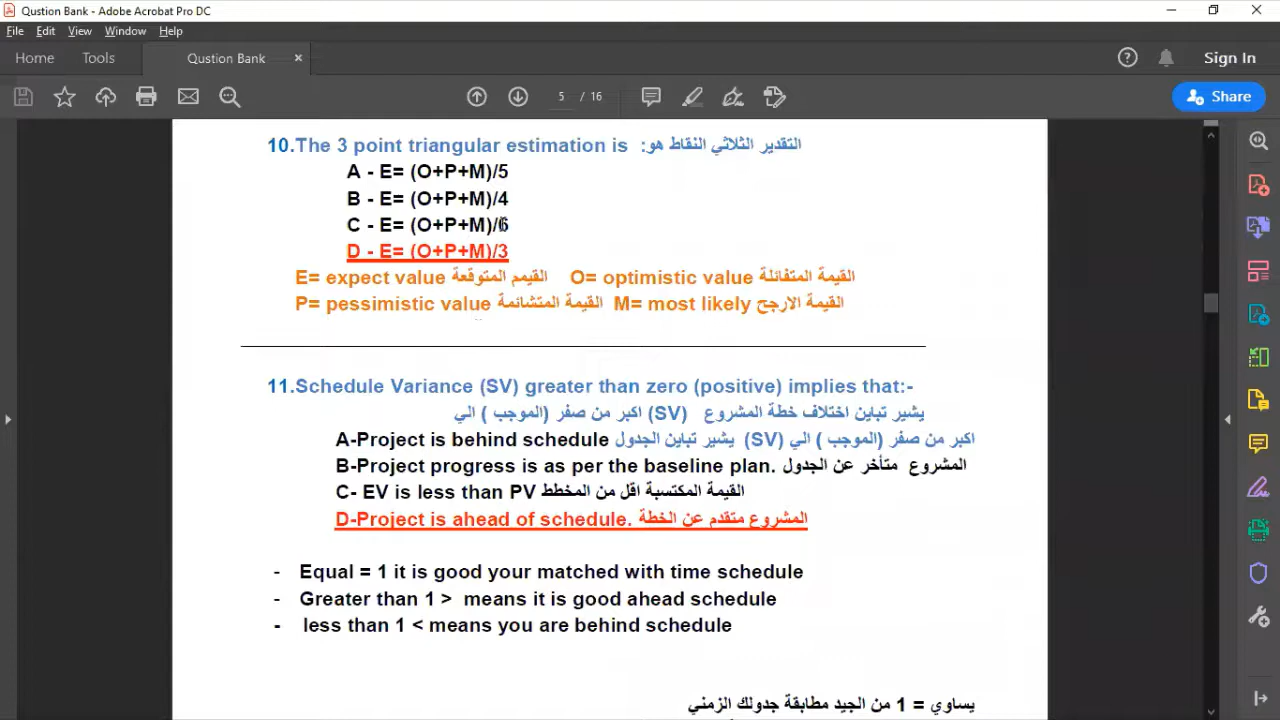 Qustion Bank - Adobe Acrobat Pro DC
File Edit View Window Help
Home Tools Qustion Bank × Sign In
5 / 16 Share
10.The 3 point triangular estimation is التقدير الثلاثي النقاط هو:
A - E= (O+P+M)/5
B - E= (O+P+M)/4
C - E= (O+P+M)/6
D - E= (O+P+M)/3
E= expect value القيمم المتوقعة O= optimistic value القيمة المتفائلة
P= pessimistic value القيمة المتشائمة M= most likely القيمة الارجح
11.Schedule Variance (SV) greater than zero (positive) implies that:-
يشير تباين اختلاف خطة المشروع (SV) اكبر من صفر (الموجب ) الي
A-Project is behind schedule يشير تباين الجدول (SV) اكبر من صفر (الموجب ) الي
B-Project progress is as per the baseline plan. المشروع متأخر عن الجدول
C- EV is less than PV القيمة المكتسبة اقل من المخطط
D-Project is ahead of schedule. المشروع متقدم عن الخطة
- Equal = 1 it is good your matched with time schedule
- Greater than 1 > means it is good ahead schedule
- less than 1 < means you are behind schedule
يساوي = 1 من الجيد مطابقة جدولك الزمني